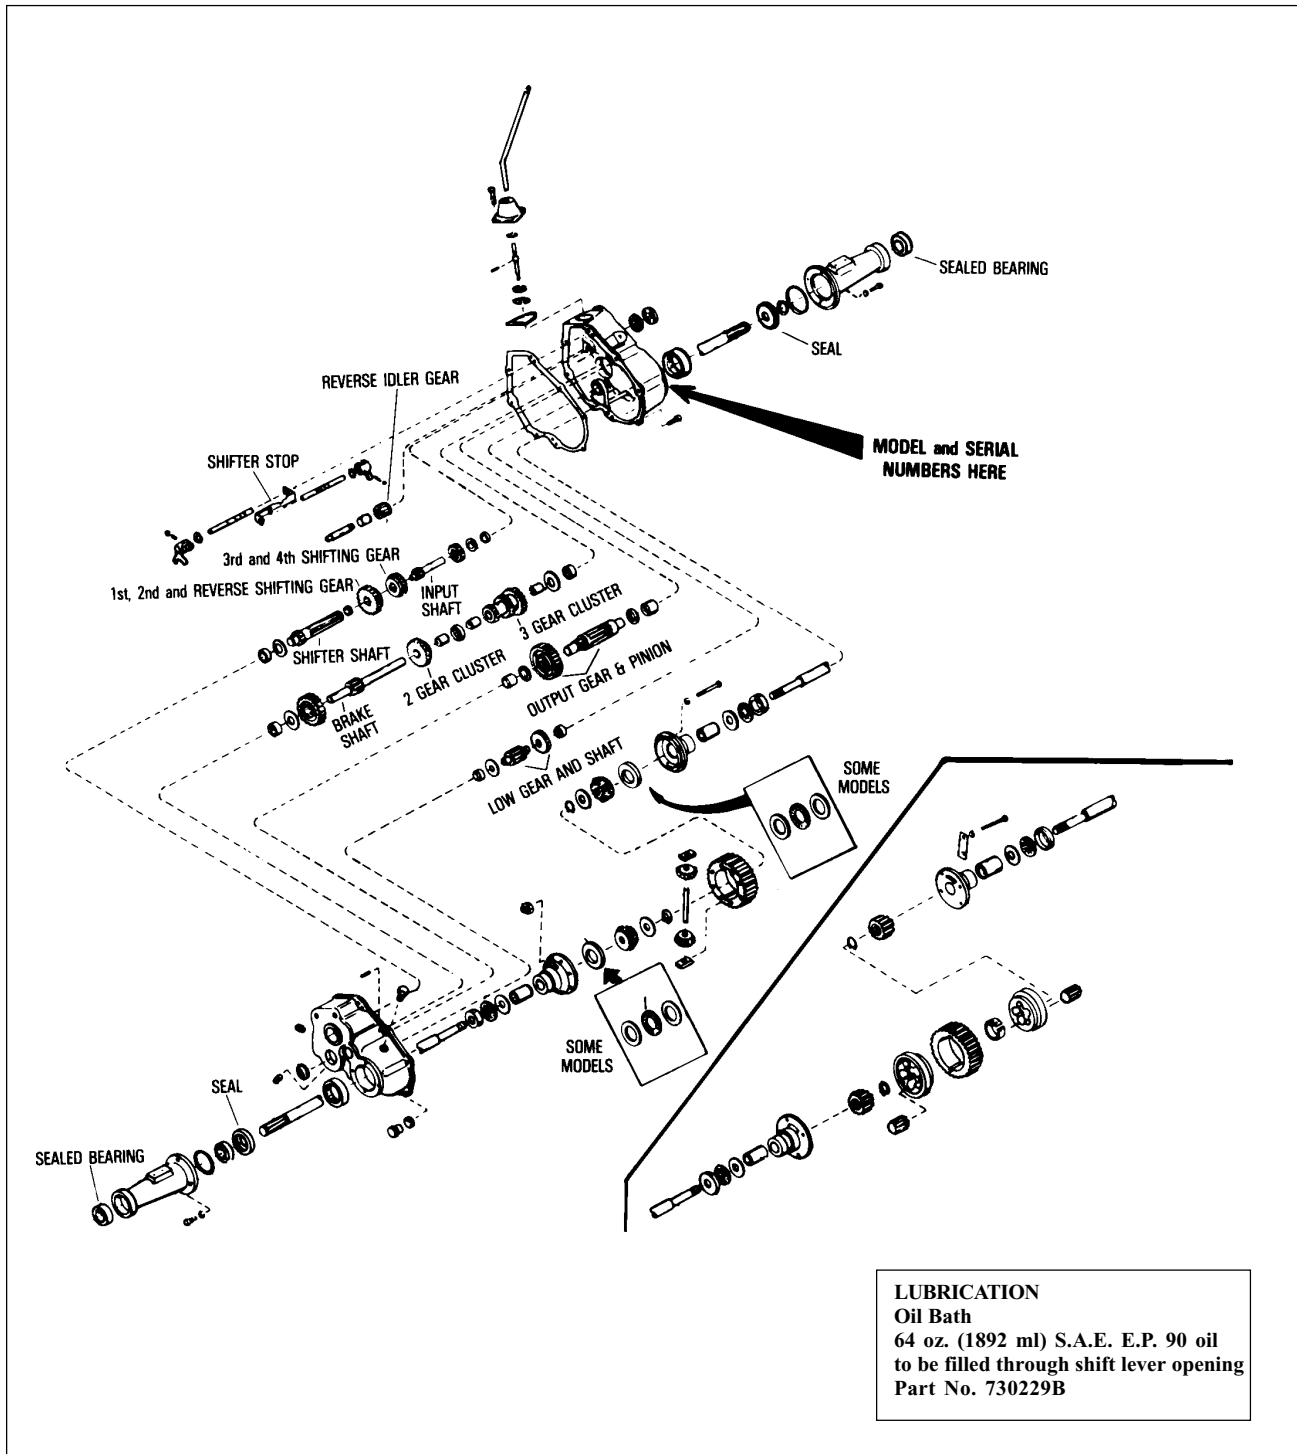 SEALED BEARING
SEAL
REVERSE IDLER GEAR
MODEL and SERIAL
NUMBERS HERE
SHIFTER STOP
3rd and 4th SHIFTING GEAR
1st, 2nd and REVERSE SHIFTING GEAR
INPUT
SHAFT
3 GEAR CLUSTER
SHIFTER SHAFT
2 GEAR CLUSTER
OUTPUT GEAR & PINION
BRAKE
SHAFT
LOW GEAR AND SHAFT
SOME
MODELS
SOME
MODELS
SEAL
SEALED BEARING
LUBRICATION
Oil Bath
64 oz. (1892 ml) S.A.E. E.P. 90 oil
to be filled through shift lever opening
Part No. 730229B